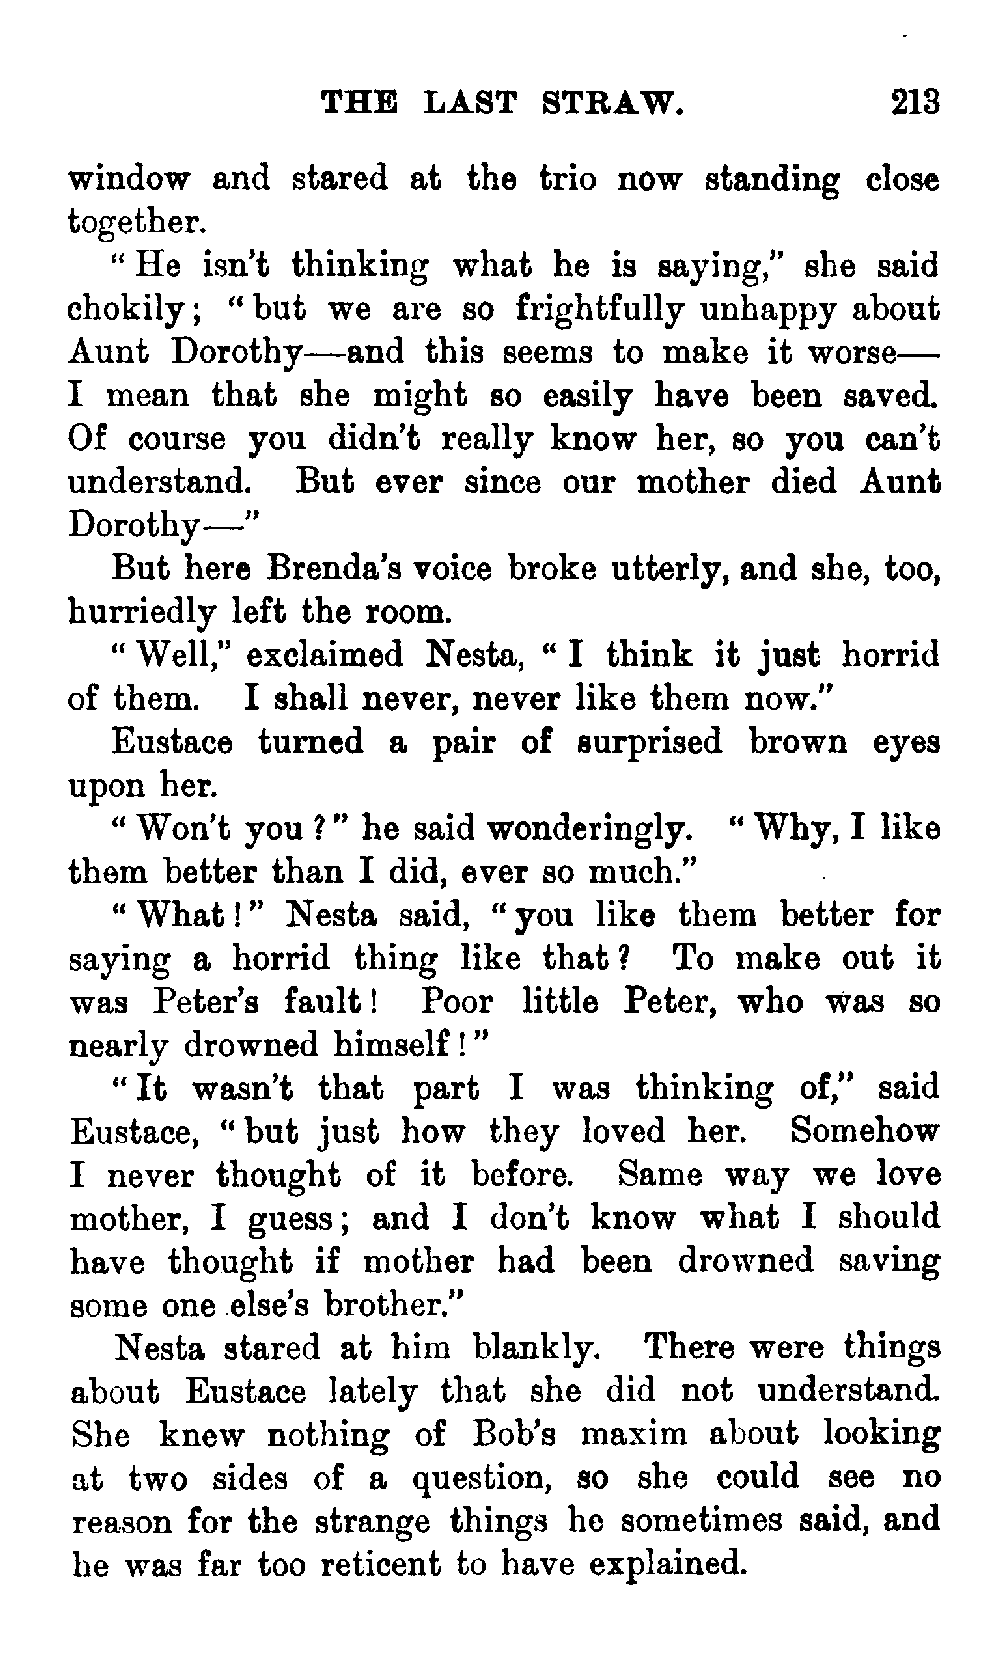 THE LAST STRAW. 213
window and stared at the trio now standing close
together.
"He isn't thinking what he is saying," she said
chokily; "but we are so frightfully unhappy about
Aunt Dorothy—and this seems to make it worse—
I mean that she might so easily have been saved.
Of course you didn't really know her, so you can't
understand. But ever since our mother died Aunt
Dorothy—"
But here Brenda's voice broke utterly, and she, too,
hurriedly left the room.
"Well," exclaimed Nesta, "I think it just horrid
of them. I shall never, never like them now."
Eustace turned a pair of surprised brown eyes
upon her.
"Won't you?" he said wonderingly. "Why, I like
them better than I did, ever so much."
"What!" Nesta said, "you like them better for
saying a horrid thing like that? To make out it
was Peter's fault! Poor little Peter, who was so
nearly drowned himself!"
"It wasn't that part I was thinking of," said
Eustace, "but just how they loved her. Somehow
I never thought of it before. Same way we love
mother, I guess; and I don't know what I should
have thought if mother had been drowned saving
some one else's brother."
Nesta stared at him blankly. There were things
about Eustace lately that she did not understand.
She knew nothing of Bob's maxim about looking
at two sides of a question, so she could see no
reason for the strange things he sometimes said, and
he was far too reticent to have explained.